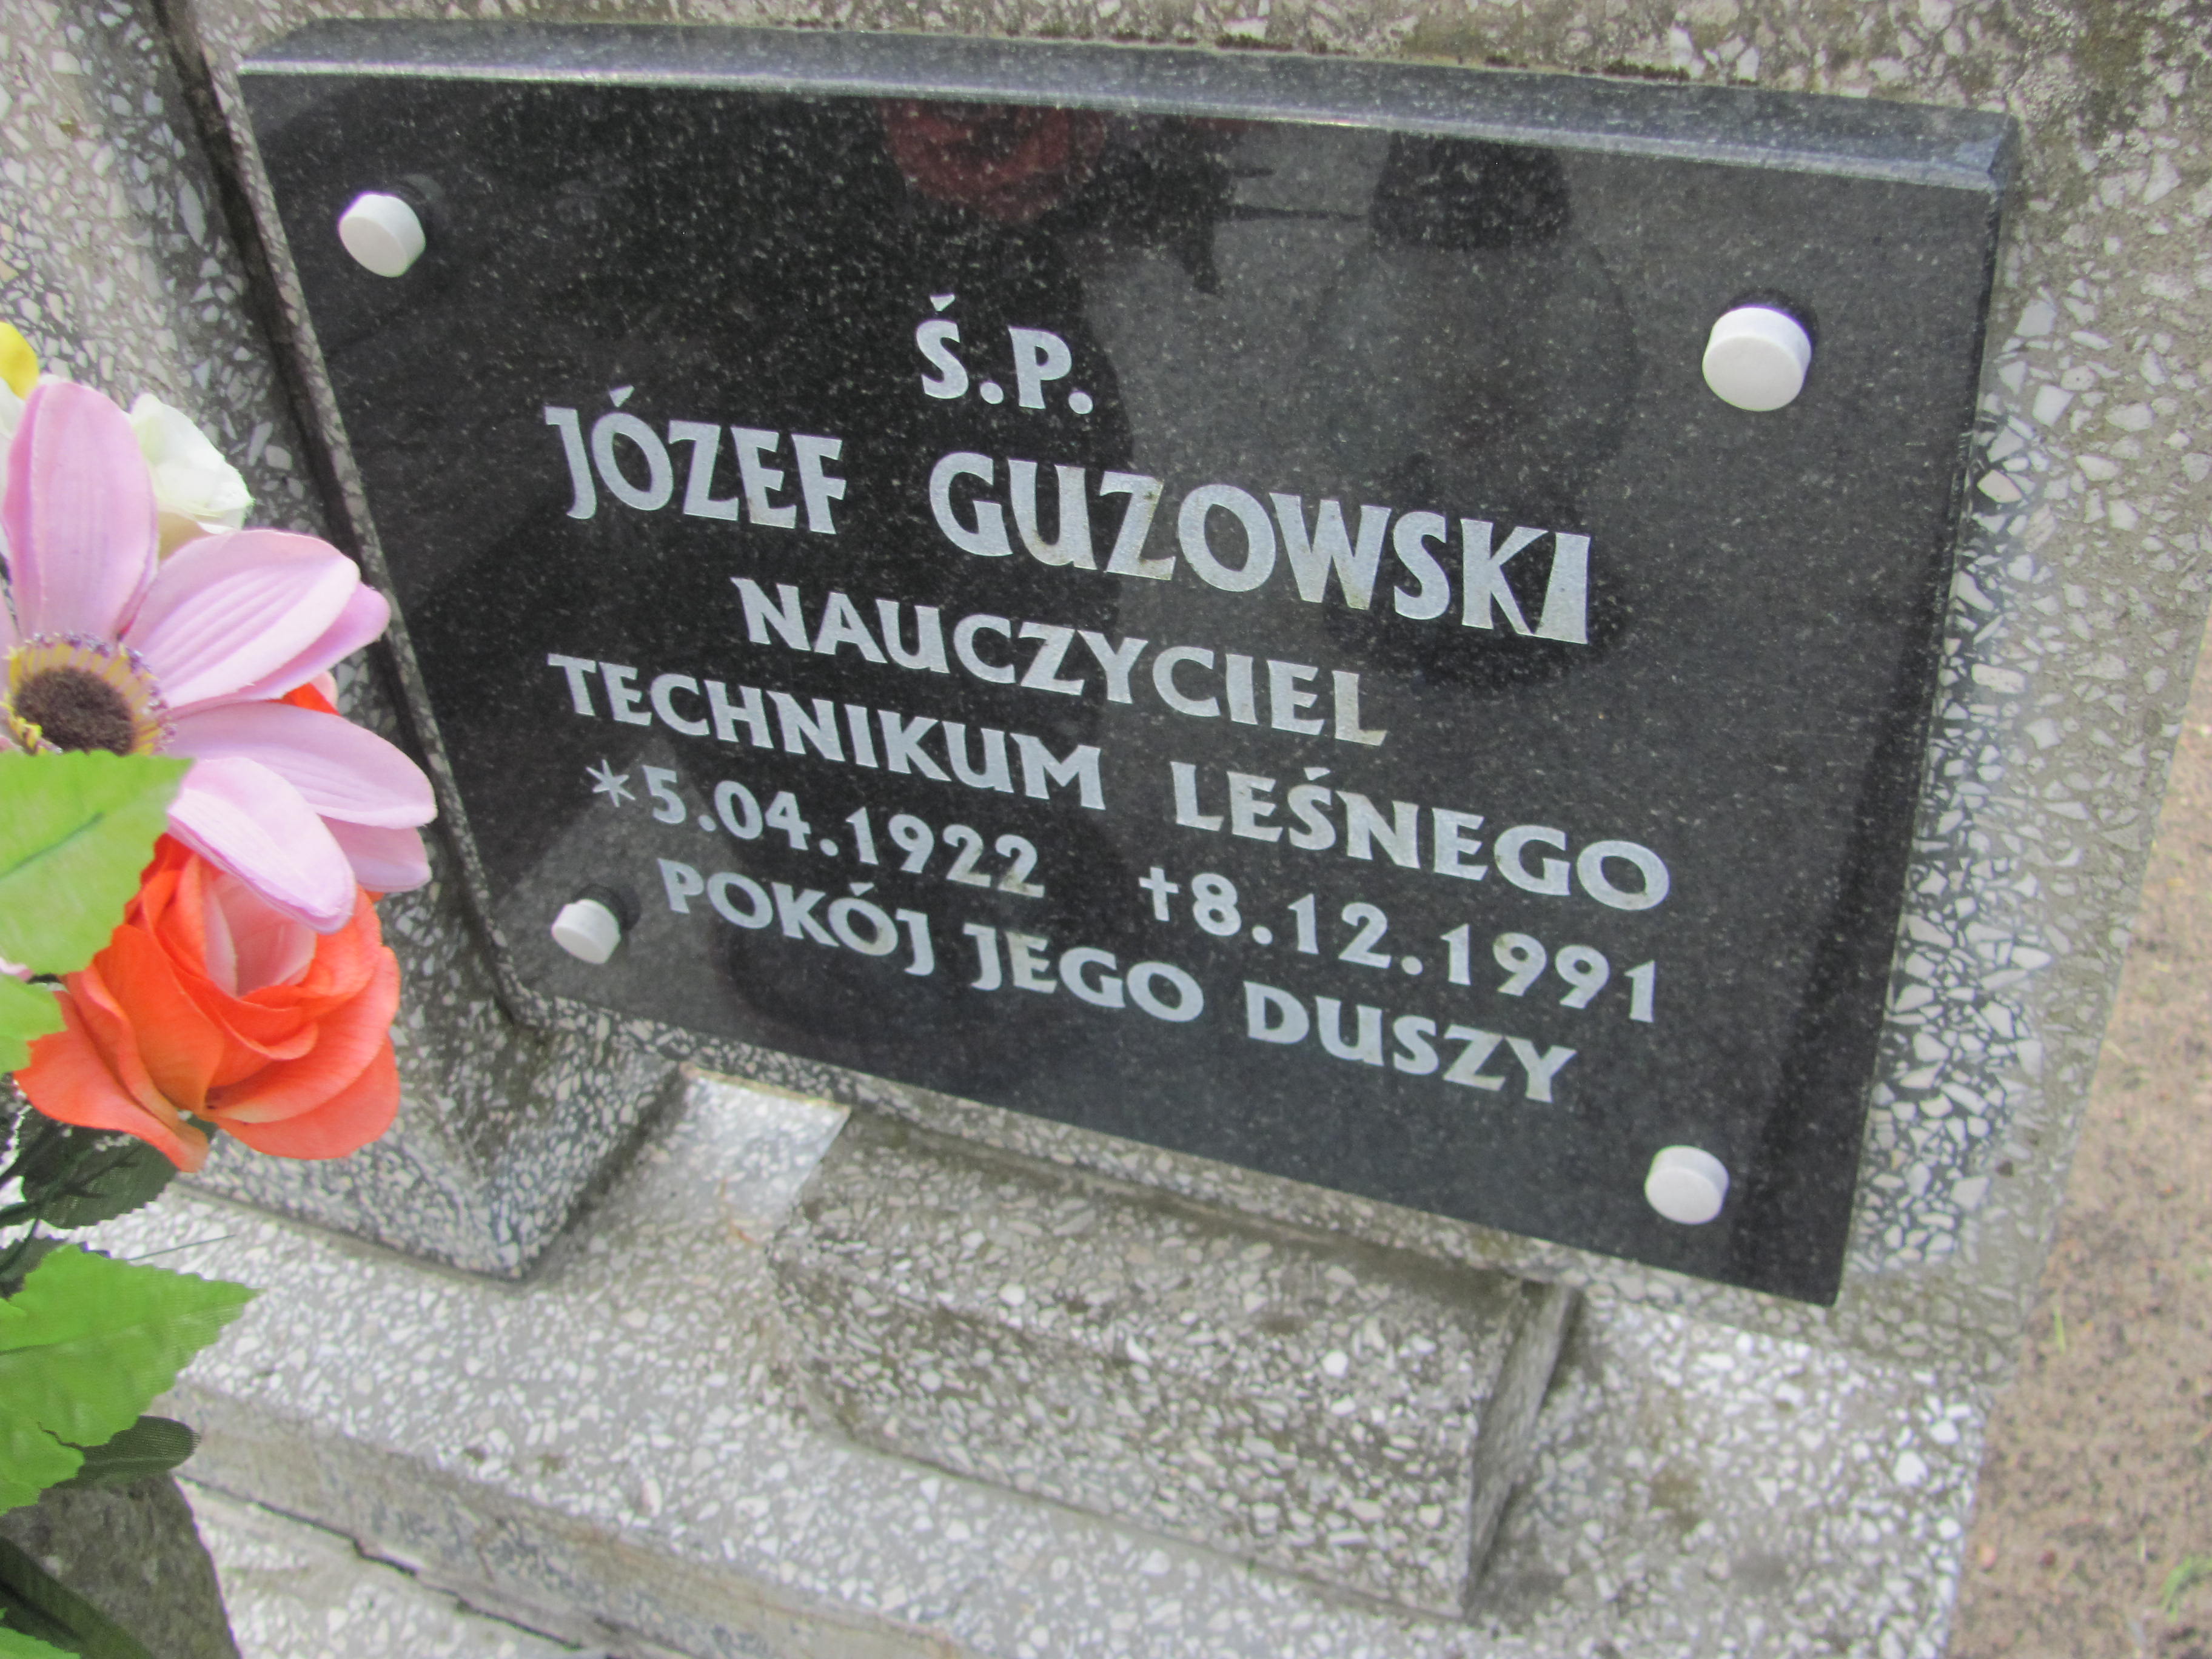 Ś.P.
JÓZEF GUZOWSKI
NAUCZYCIEL
TECHNIKUM LEŚNEGO
*5.04.1922 †8.12.1991
POKÓJ JEGO DUSZY